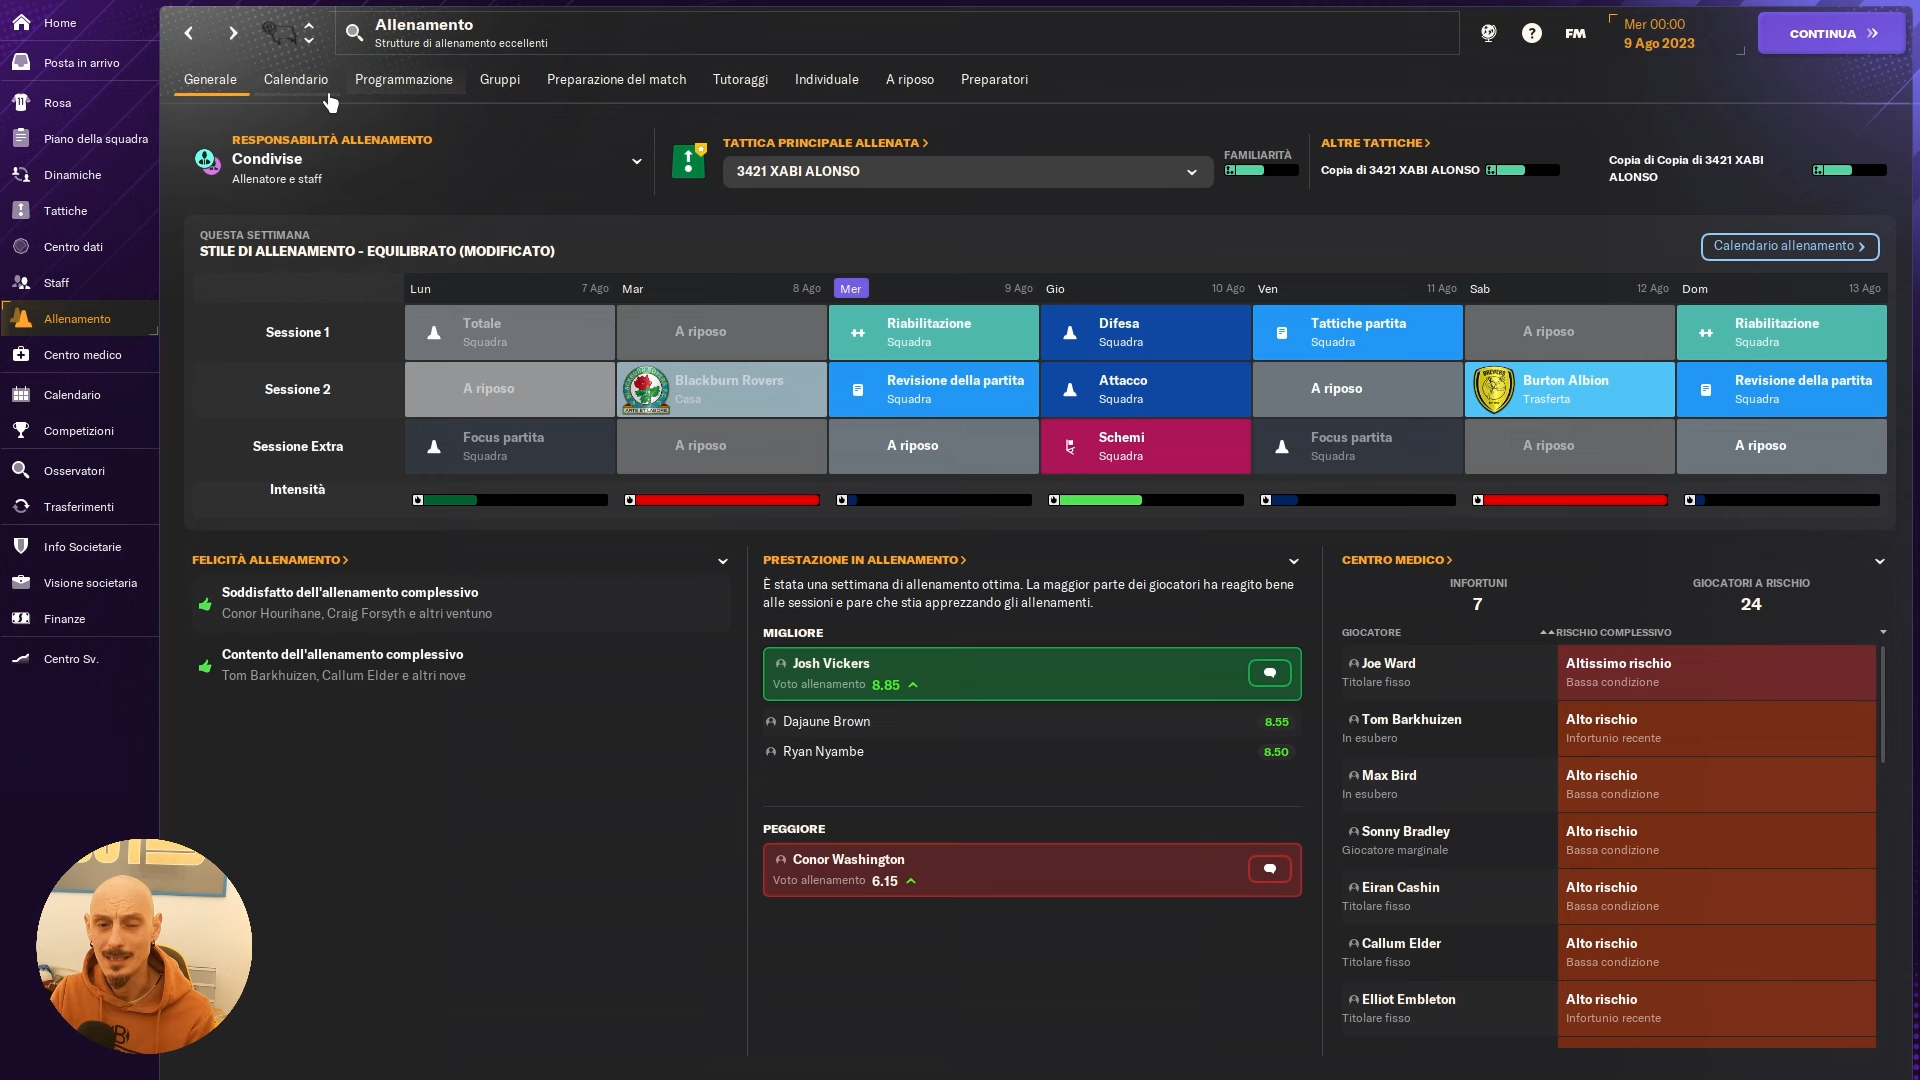 Home
Posta in arrivo
Rosa
Piano della squadra
Dinamiche
Tattiche
Centro dati
Staff
Allenamento
Centro medico
Calendario
Competizioni
Osservatori
Trasferimenti
Info Societarie
Visione societaria
Finanze
Centro Sv.
Allenamento
Strutture di allenamento eccellenti
FM
Mer 00:00
9 Ago 2023
CONTINUA
Generale
Calendario
Programmazione
Gruppi
Preparazione del match
Tutoraggi
Individuale
A riposo
Preparatori
RESPONSABILITÀ ALLENAMENTO
Condivise
Allenatore e staff
TATTICA PRINCIPALE ALLENATA
3421 XABI ALONSO
FAMILIARITÀ
ALTRE TATTICHE
Copia di 3421 XABI ALONSO
Copia di Copia di 3421 XABI
ALONSO
QUESTA SETTIMANA
STILE DI ALLENAMENTO - EQUILIBRATO (MODIFICATO)
Calendario allenamento
Lun 7 Ago
Mar 8 Ago
Mer 9 Ago
Gio 10 Ago
Ven 11 Ago
Sab 12 Ago
Dom 13 Ago
Sessione 1
Totale
Squadra
A riposo
Riabilitazione
Squadra
Difesa
Squadra
Tattiche partita
Squadra
A riposo
Riabilitazione
Squadra
Sessione 2
A riposo
Blackburn Rovers
Casa
Revisione della partita
Squadra
Attacco
Squadra
A riposo
Burton Albion
Trasferta
Revisione della partita
Squadra
Sessione Extra
Focus partita
Squadra
A riposo
A riposo
Schemi
Squadra
Focus partita
Squadra
A riposo
A riposo
Intensità
FELICITÀ ALLENAMENTO
Soddisfatto dell'allenamento complessivo
Conor Hourihane, Craig Forsyth e altri ventuno
Contento dell'allenamento complessivo
Tom Barkhuizen, Callum Elder e altri nove
PRESTAZIONE IN ALLENAMENTO
È stata una settimana di allenamento ottima. La maggior parte dei giocatori ha reagito bene
alle sessioni e pare che stia apprezzando gli allenamenti.
MIGLIORE
Josh Vickers
Voto allenamento 8.85
Dajaune Brown 8.55
Ryan Nyambe 8.50
PEGGIORE
Conor Washington
Voto allenamento 6.15
CENTRO MEDICO
INFORTUNI
7
GIOCATORI A RISCHIO
24
GIOCATORE
RISCHIO COMPLESSIVO
Joe Ward
Titolare fisso
Altissimo rischio
Bassa condizione
Tom Barkhuizen
In esubero
Alto rischio
Infortunio recente
Max Bird
In esubero
Alto rischio
Bassa condizione
Sonny Bradley
Giocatore marginale
Alto rischio
Bassa condizione
Eiran Cashin
Titolare fisso
Alto rischio
Bassa condizione
Callum Elder
Titolare fisso
Alto rischio
Bassa condizione
Elliot Embleton
Titolare fisso
Alto rischio
Infortunio recente